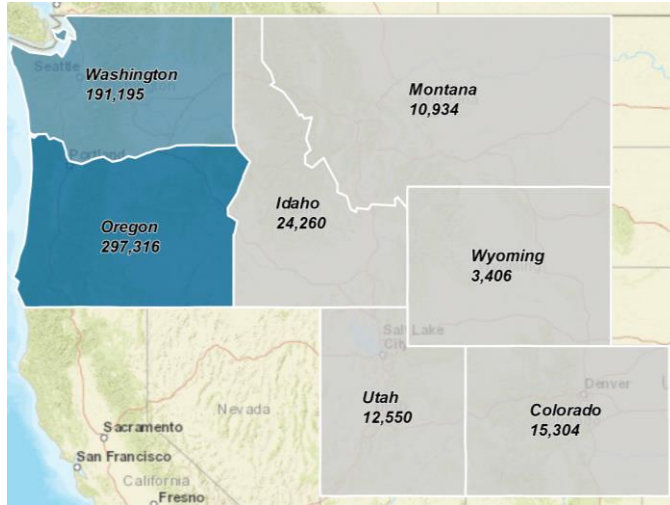 Seattle
Washington
191,195
Montana
10,934
Portland
Oregon
297,316
Idaho
24,260
Wyoming
3,406
Salt Lake
City
Utah
12,550
Denver
Colorado
15,304
Nevada
Sacramento
San Francisco
California
Fresno